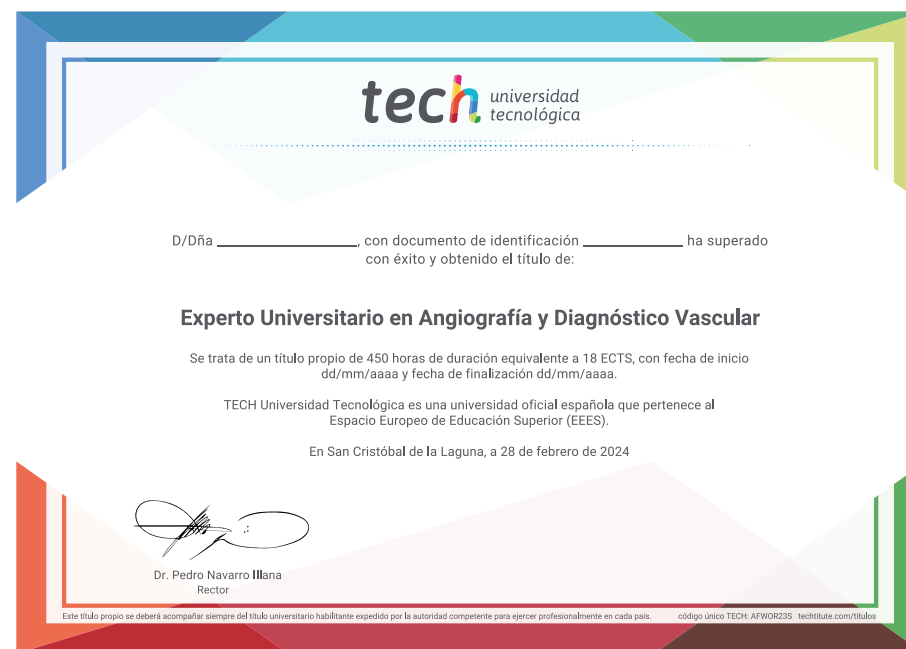 tech universidad
tecnológica
D/Dña ____________________, con documento de identificación ______________ ha superado
con éxito y obtenido el título de:
Experto Universitario en Angiografía y Diagnóstico Vascular
Se trata de un título propio de 450 horas de duración equivalente a 18 ECTS, con fecha de inicio
dd/mm/aaaa y fecha de finalización dd/mm/aaaa.
TECH Universidad Tecnológica es una universidad oficial española que pertenece al
Espacio Europeo de Educación Superior (EEES).
En San Cristóbal de la Laguna, a 28 de febrero de 2024
Dr. Pedro Navarro Illana
Rector
Este título propio se deberá acompañar siempre del título universitario habilitante expedido por la autoridad competente para ejercer profesionalmente en cada país. código único TECH: AFWOR23S techtitute.com/titulos